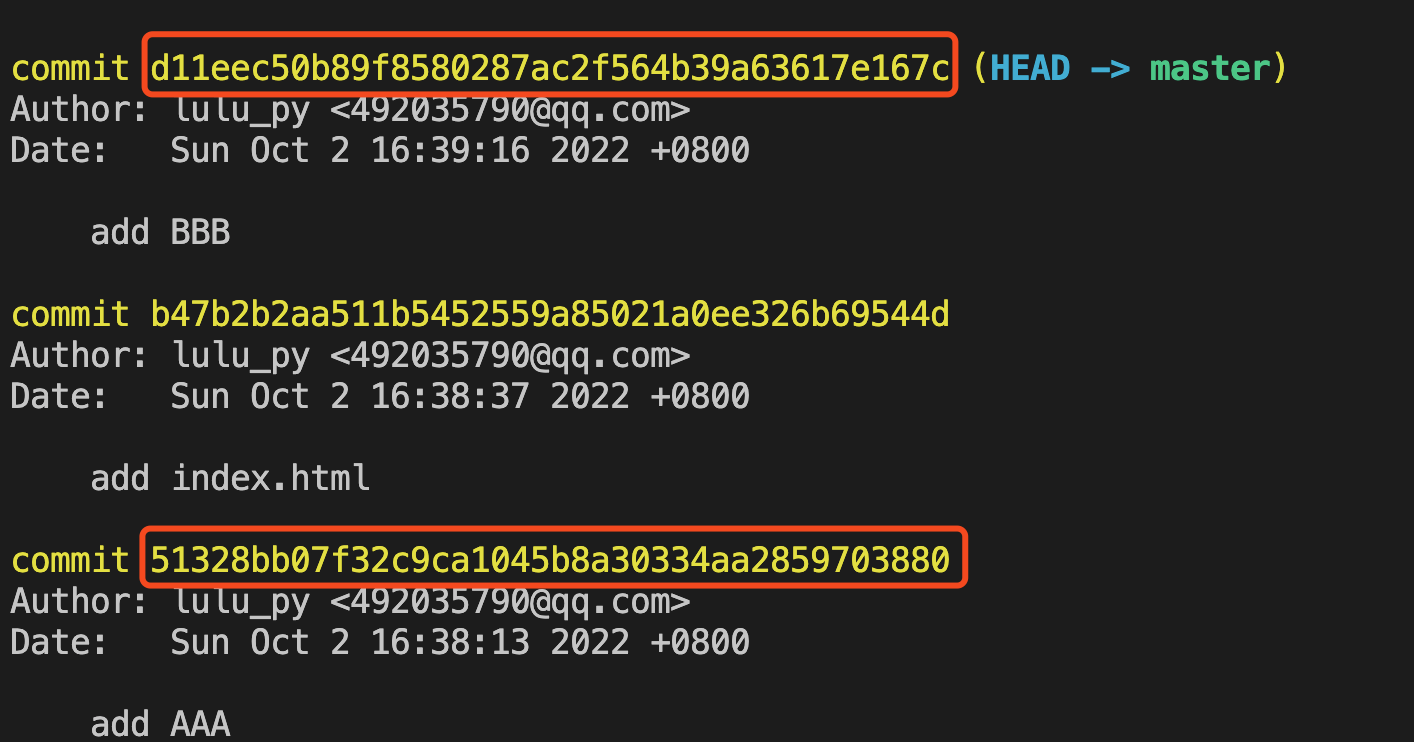 commit d11eec50b89f8580287ac2f564b39a63617e167c (HEAD -> master)
Author: lulu_py <492035790@qq.com>
Date:   Sun Oct 2 16:39:16 2022 +0800
    add BBB
commit b47b2b2aa511b5452559a85021a0ee326b69544d
Author: lulu_py <492035790@qq.com>
Date:   Sun Oct 2 16:38:37 2022 +0800
    add index.html
commit 51328bb07f32c9ca1045b8a30334aa2859703880
Author: lulu_py <492035790@qq.com>
Date:   Sun Oct 2 16:38:13 2022 +0800
    add AAA